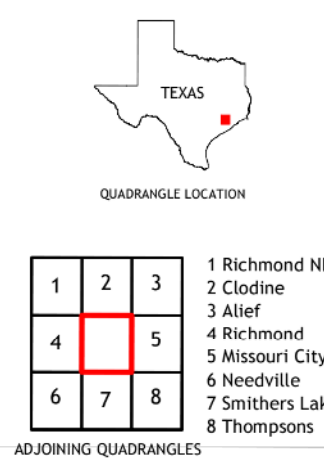 TEXAS
QUADRANGLE LOCATION
1 2 3
4 5
6 7 8
1 Richmond
2 Clodine
3 Alief
4 Richmond
5 Missouri City
6 Needville
7 Smithers
8 Thompsons
ADJOINING QUADRANGLES